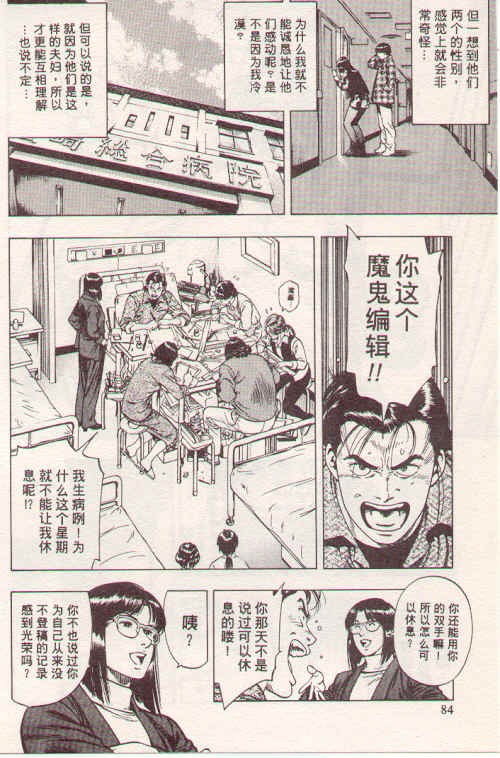 但一想到他们
两个的性别，
感觉上就会非
常奇怪…
为什么我就不
能诚恳地让他
们感动呢？是
不是因为我冷
漠？
但可以说的是，
就因为他们是这
样的夫妇，所以
才更能互相理解
…也说不定…
総合病院
你这个
魔鬼编辑!!
我生病咧！为
什么这个星期
就不能让我休
息呢!?
你还能用你
的双手嘛！
所以怎么可
以休息？
你那天不是
说过可以休
息的喽！
咦？
你不也说过你
为自己从来没
不登稿的记录
感到光荣吗？
84